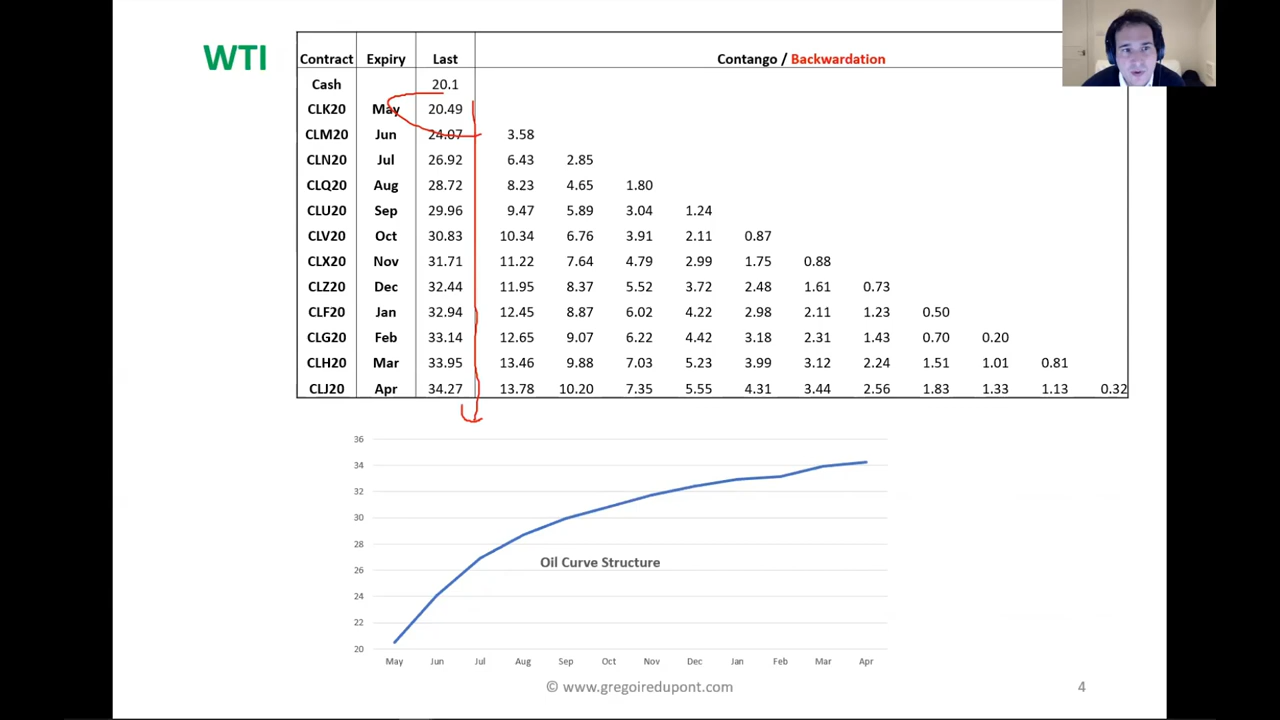 WTI
Contract Expiry Last Contango / Backwardation
Cash 20.1
CLK20 May 20.49
CLM20 Jun 24.07 3.58
CLN20 Jul 26.92 6.43 2.85
CLQ20 Aug 28.72 8.23 4.65 1.80
CLU20 Sep 29.96 9.47 5.89 3.04 1.24
CLV20 Oct 30.83 10.34 6.76 3.91 2.11 0.87
CLX20 Nov 31.71 11.22 7.64 4.79 2.99 1.75 0.88
CLZ20 Dec 32.44 11.95 8.37 5.52 3.72 2.48 1.61 0.73
CLF20 Jan 32.94 12.45 8.87 6.02 4.22 2.98 2.11 1.23 0.50
CLG20 Feb 33.14 12.65 9.07 6.22 4.42 3.18 2.31 1.43 0.70 0.20
CLH20 Mar 33.95 13.46 9.88 7.03 5.23 3.99 3.12 2.24 1.51 1.01 0.81
CLJ20 Apr 34.27 13.78 10.20 7.35 5.55 4.31 3.44 2.56 1.83 1.33 1.13 0.32
36
34
32
30
28
Oil Curve Structure
26
24
22
20
May Jun Jul Aug Sep Oct Nov Dec Jan Feb Mar Apr
© www.gregoiredupont.com
4